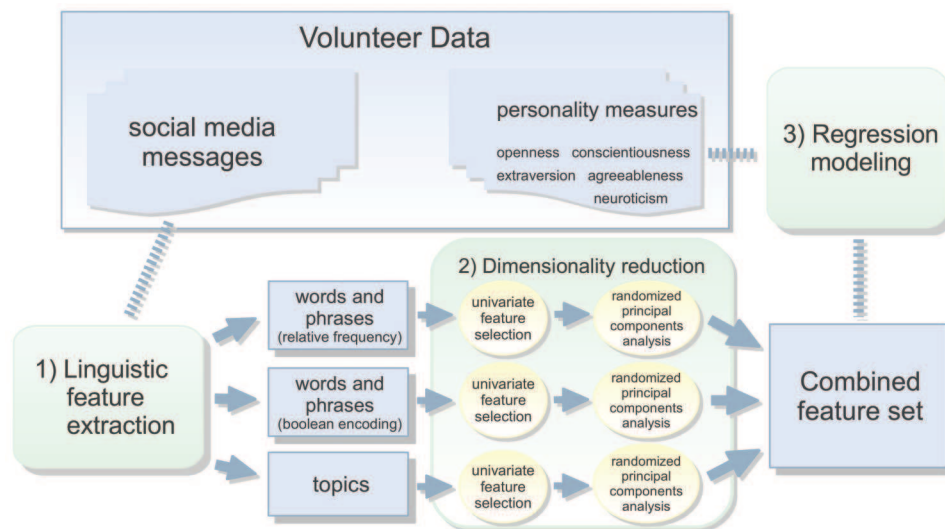 Volunteer Data
social media
messages
personality measures
openness conscientiousness
extraversion agreeableness
neuroticism
3) Regression
modeling
2) Dimensionality reduction
1) Linguistic
feature
extraction
words and
phrases
(relative frequency)
univariate
feature
selection
randomized
principal
components
analysis
words and
phrases
(boolean encoding)
univariate
feature
selection
randomized
principal
components
analysis
topics
univariate
feature
selection
randomized
principal
components
analysis
Combined
feature set